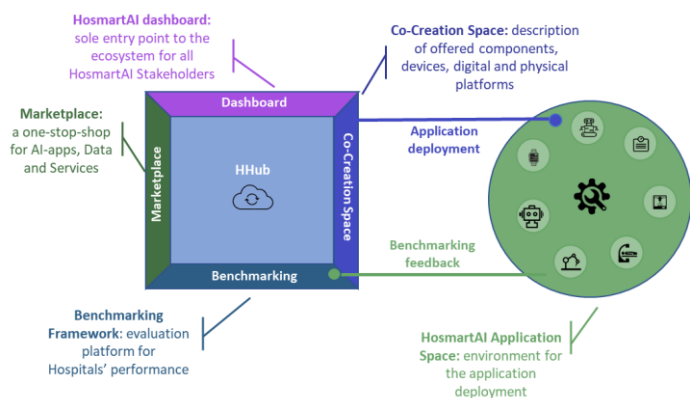 HosmartAI dashboard:
sole entry point to the
ecosystem for all
HosmartAI Stakeholders
Co-Creation Space: description
of offered components,
devices, digital and physical
platforms
Marketplace:
a one-stop-shop
for AI-apps, Data
and Services
Dashboard
Marketplace
HHub
Co-Creation Space
Benchmarking
Application
deployment
Benchmarking
feedback
Benchmarking
Framework: evaluation
platform for
Hospitals' performance
HosmartAI Application
Space: environment for
the application
deployment